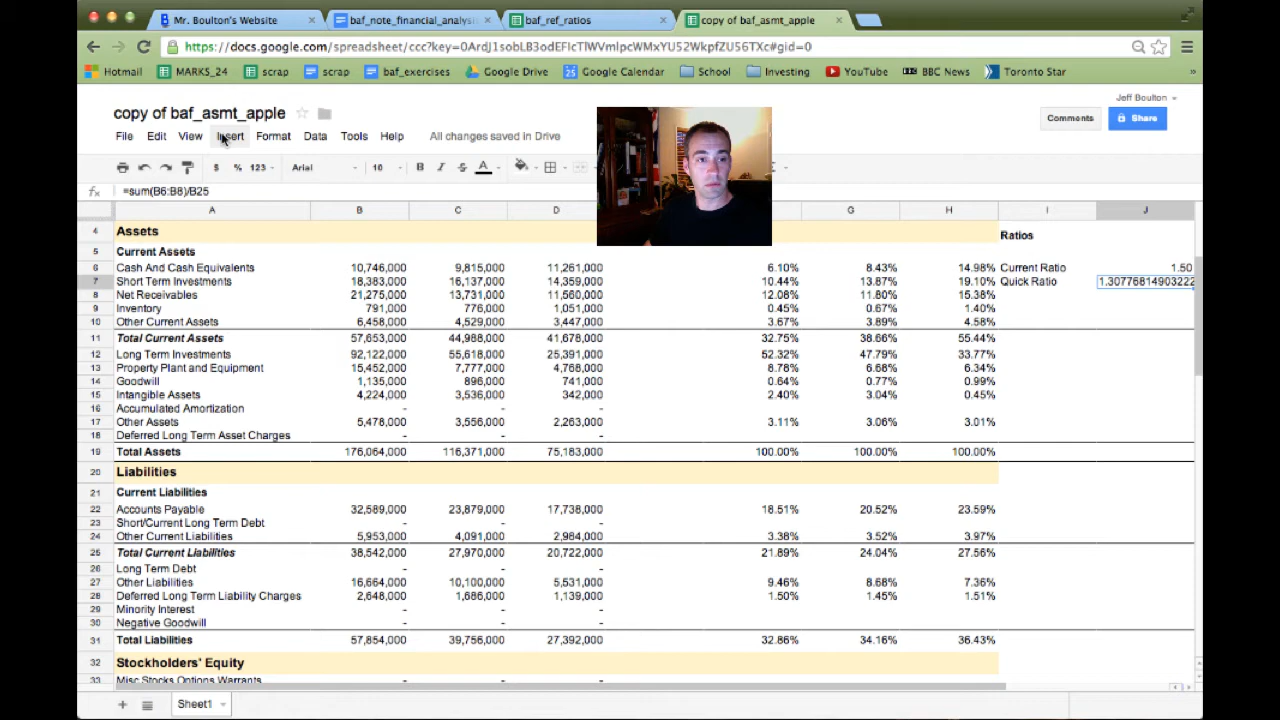 Mr. Boulton's Website
baf_note_financial_analysi
baf_ref_ratios
copy of baf_asmt_apple
https://docs.google.com/spreadsheet/ccc?key=0ArdJ1sobLB3odEFIcTlWVmlpcWMxYU52WkpfZU56TXc#gid=0
Hotmail MARKS_24 scrap scrap baf_exercises Google Drive 25 Google Calendar School Investing YouTube BBC News Toronto Star »
Jeff Boulton
copy of baf_asmt_apple
Comments Share
File Edit View Insert Format Data Tools Help All changes saved in Drive
$ % 123 Arial 10 B I S A Σ
fx =sum(B6:B8)/B25
A B C D G H I J
4 Assets Ratios
5 Current Assets
6 Cash And Cash Equivalents 10,746,000 9,815,000 11,261,000 6.10% 8.43% 14.98% Current Ratio 1.50
7 Short Term Investments 18,383,000 16,137,000 14,359,000 10.44% 13.87% 19.10% Quick Ratio 1.30776814903222
8 Net Receivables 21,275,000 13,731,000 11,560,000 12.08% 11.80% 15.38%
9 Inventory 791,000 776,000 1,051,000 0.45% 0.67% 1.40%
10 Other Current Assets 6,458,000 4,529,000 3,447,000 3.67% 3.89% 4.58%
11 Total Current Assets 57,653,000 44,988,000 41,678,000 32.75% 38.66% 55.44%
12 Long Term Investments 92,122,000 55,618,000 25,391,000 52.32% 47.79% 33.77%
13 Property Plant and Equipment 15,452,000 7,777,000 4,768,000 8.78% 6.68% 6.34%
14 Goodwill 1,135,000 896,000 741,000 0.64% 0.77% 0.99%
15 Intangible Assets 4,224,000 3,536,000 342,000 2.40% 3.04% 0.45%
16 Accumulated Amortization - - -
17 Other Assets 5,478,000 3,556,000 2,263,000 3.11% 3.06% 3.01%
18 Deferred Long Term Asset Charges - - -
19 Total Assets 176,064,000 116,371,000 75,183,000 100.00% 100.00% 100.00%
20 Liabilities
21 Current Liabilities
22 Accounts Payable 32,589,000 23,879,000 17,738,000 18.51% 20.52% 23.59%
23 Short/Current Long Term Debt - - -
24 Other Current Liabilities 5,953,000 4,091,000 2,984,000 3.38% 3.52% 3.97%
25 Total Current Liabilities 38,542,000 27,970,000 20,722,000 21.89% 24.04% 27.56%
26 Long Term Debt - - -
27 Other Liabilities 16,664,000 10,100,000 5,531,000 9.46% 8.68% 7.36%
28 Deferred Long Term Liability Charges 2,648,000 1,686,000 1,139,000 1.50% 1.45% 1.51%
29 Minority Interest - - -
30 Negative Goodwill - - -
31 Total Liabilities 57,854,000 39,756,000 27,392,000 32.86% 34.16% 36.43%
32 Stockholders' Equity
33 Misc Stocks Options Warrants - - -
Sheet1